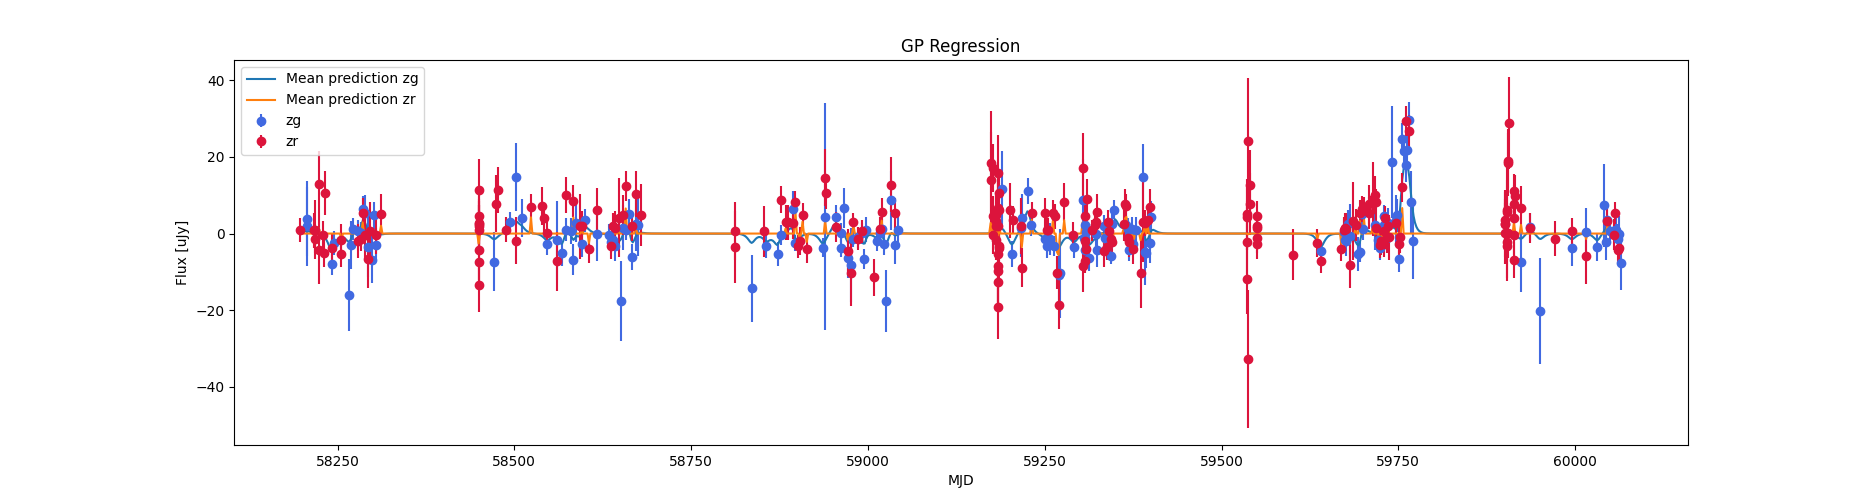 GP Regression
Mean prediction zg
Mean prediction zr
zg
zr
Flux [uJy]
40
20
0
−20
−40
58250 58500 58750 59000 59250 59500 59750 60000
MJD